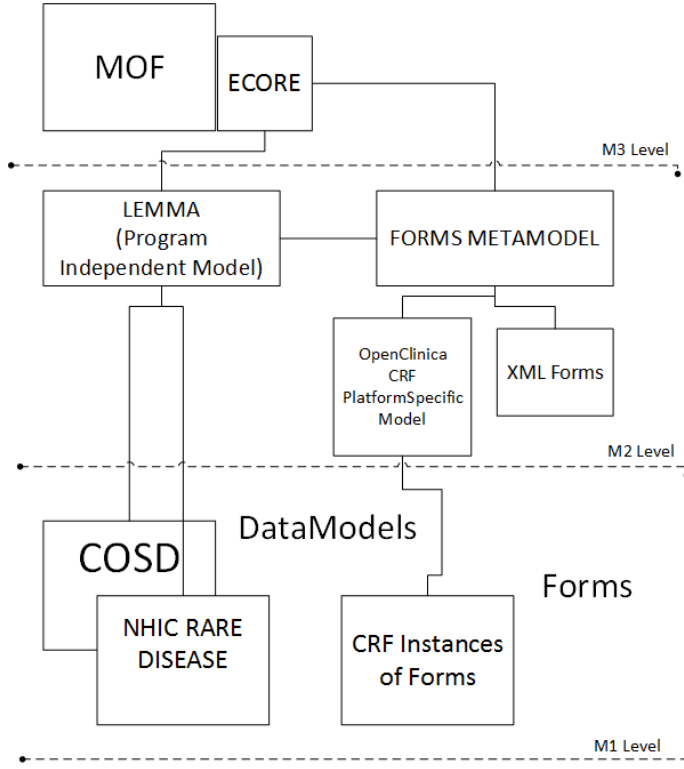 MOF
ECORE
M3 Level
LEMMA
(Program
Independent Model)
FORMS METAMODEL
OpenClinica
CRF
PlatformSpecific
Model
XML Forms
M2 Level
DataModels
COSD
Forms
NHIC RARE
DISEASE
CRF Instances
of Forms
M1 Level